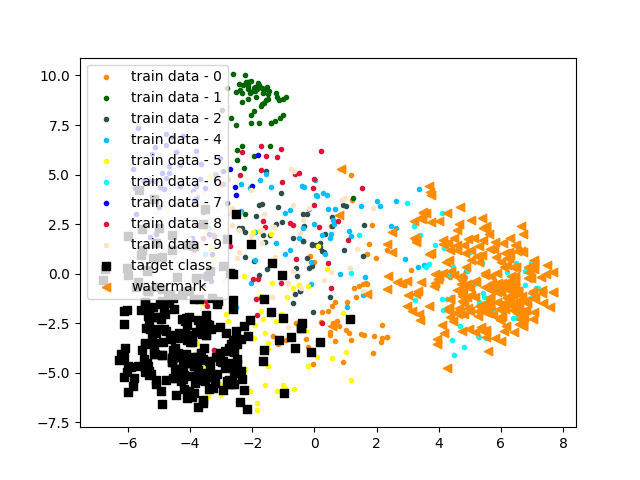 10.0
7.5
5.0
2.5
0.0
−2.5
−5.0
−7.5
−6 −4 −2 0 2 4 6 8
train data - 0
train data - 1
train data - 2
train data - 4
train data - 5
train data - 6
train data - 7
train data - 8
train data - 9
target class
watermark